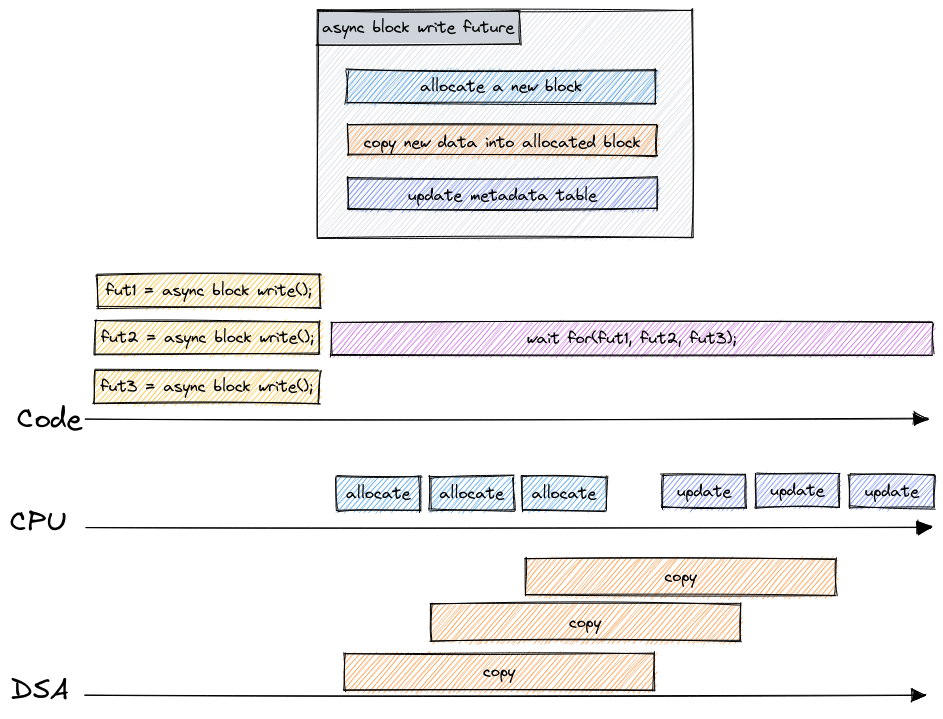 async block write future
allocate a new block
copy new data into allocated block
update metadata table
fut1 = async block write();
fut2 = async block write();
wait for(fut1, fut2, fut3);
fut3 = async block write();
Code
allocate
allocate
allocate
update
update
update
CPU
copy
copy
copy
DSA